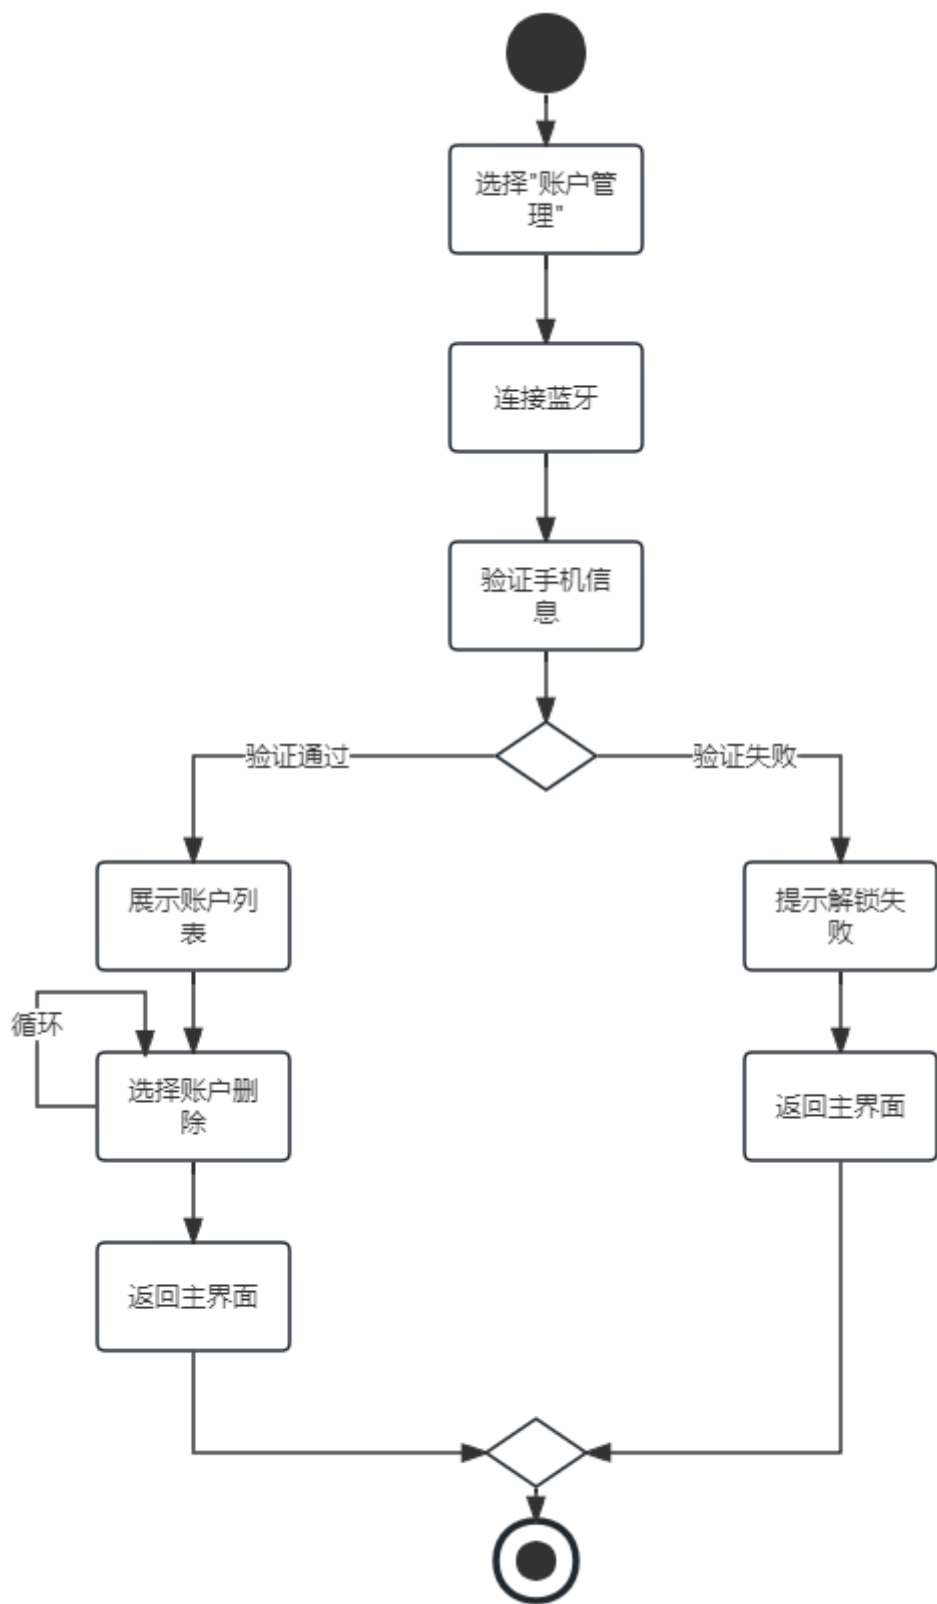 选择"账户管
理"
连接蓝牙
验证手机信
息
验证通过
验证失败
展示账户列
表
提示解锁失
败
循环
选择账户删
除
返回主界面
返回主界面